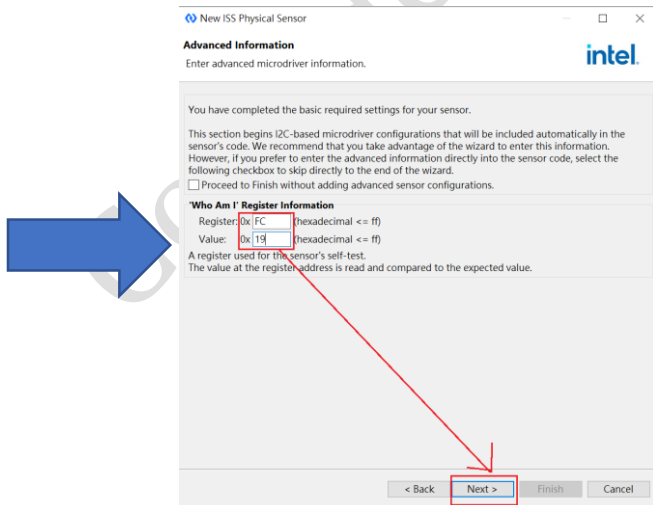 New ISS Physical Sensor
Advanced Information
Enter advanced microdriver information.
intel.
You have completed the basic required settings for your sensor.
This section begins I2C-based microdriver configurations that will be included automatically in the
sensor's code. We recommend that you take advantage of the wizard to enter this information.
However, if you prefer to enter the advanced information directly into the sensor code, select the
following checkbox to skip directly to the end of the wizard.
Proceed to Finish without adding advanced sensor configurations.
'Who Am I' Register Information
Register: 0x FC (hexadecimal <= ff)
Value: 0x 19 (hexadecimal <= ff)
A register used for the sensor's self-test.
The value at the register address is read and compared to the expected value.
< Back Next > Finish Cancel